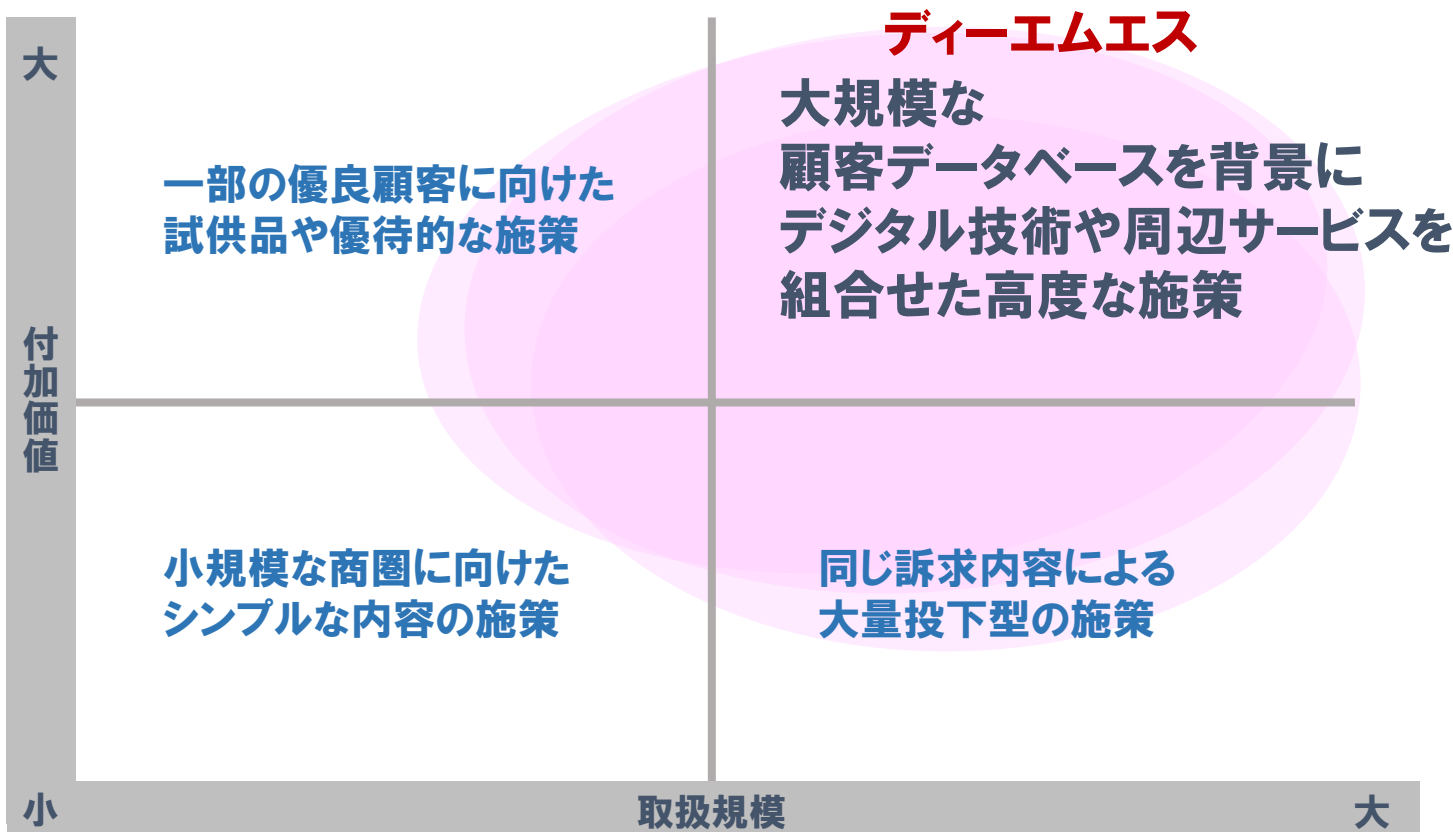 ディーエムエス
大
大規模な
顧客データベースを背景に
デジタル技術や周辺サービスを
組合せた高度な施策
一部の優良顧客に向けた
試供品や優待的な施策
付加価値
小規模な商圏に向けた
シンプルな内容の施策
同じ訴求内容による
大量投下型の施策
小
取扱規模
大